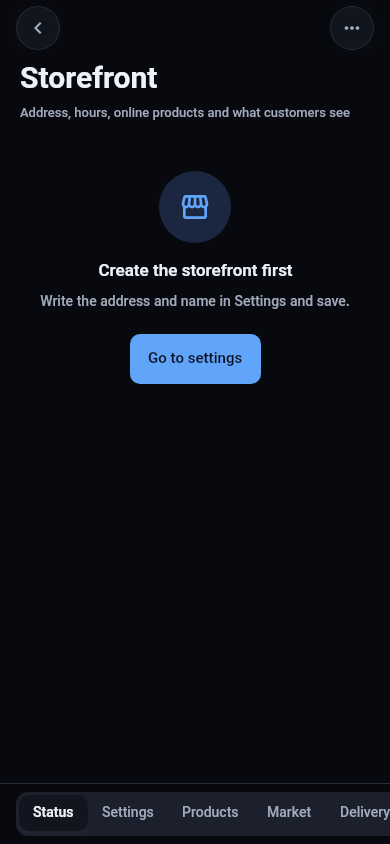 Storefront
Address, hours, online products and what customers see
Create the storefront first
Write the address and name in Settings and save.
Go to settings
Status Settings Products Market Delivery